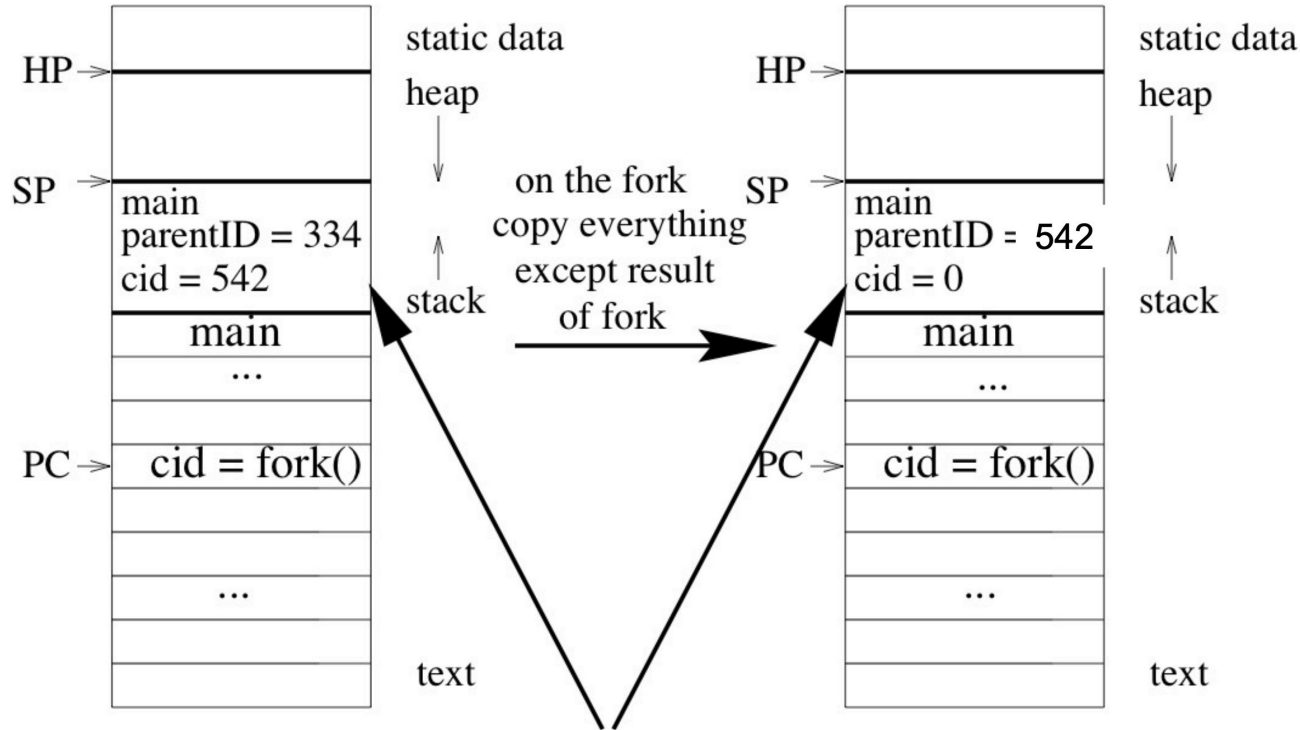 static data
HP
heap
SP
main
parentID = 334
cid = 542
stack
main
...
PC
cid = fork()
...
text
on the fork
copy everything
except result
of fork
static data
HP
heap
SP
main
parentID = 542
cid = 0
stack
main
...
PC
cid = fork()
...
text